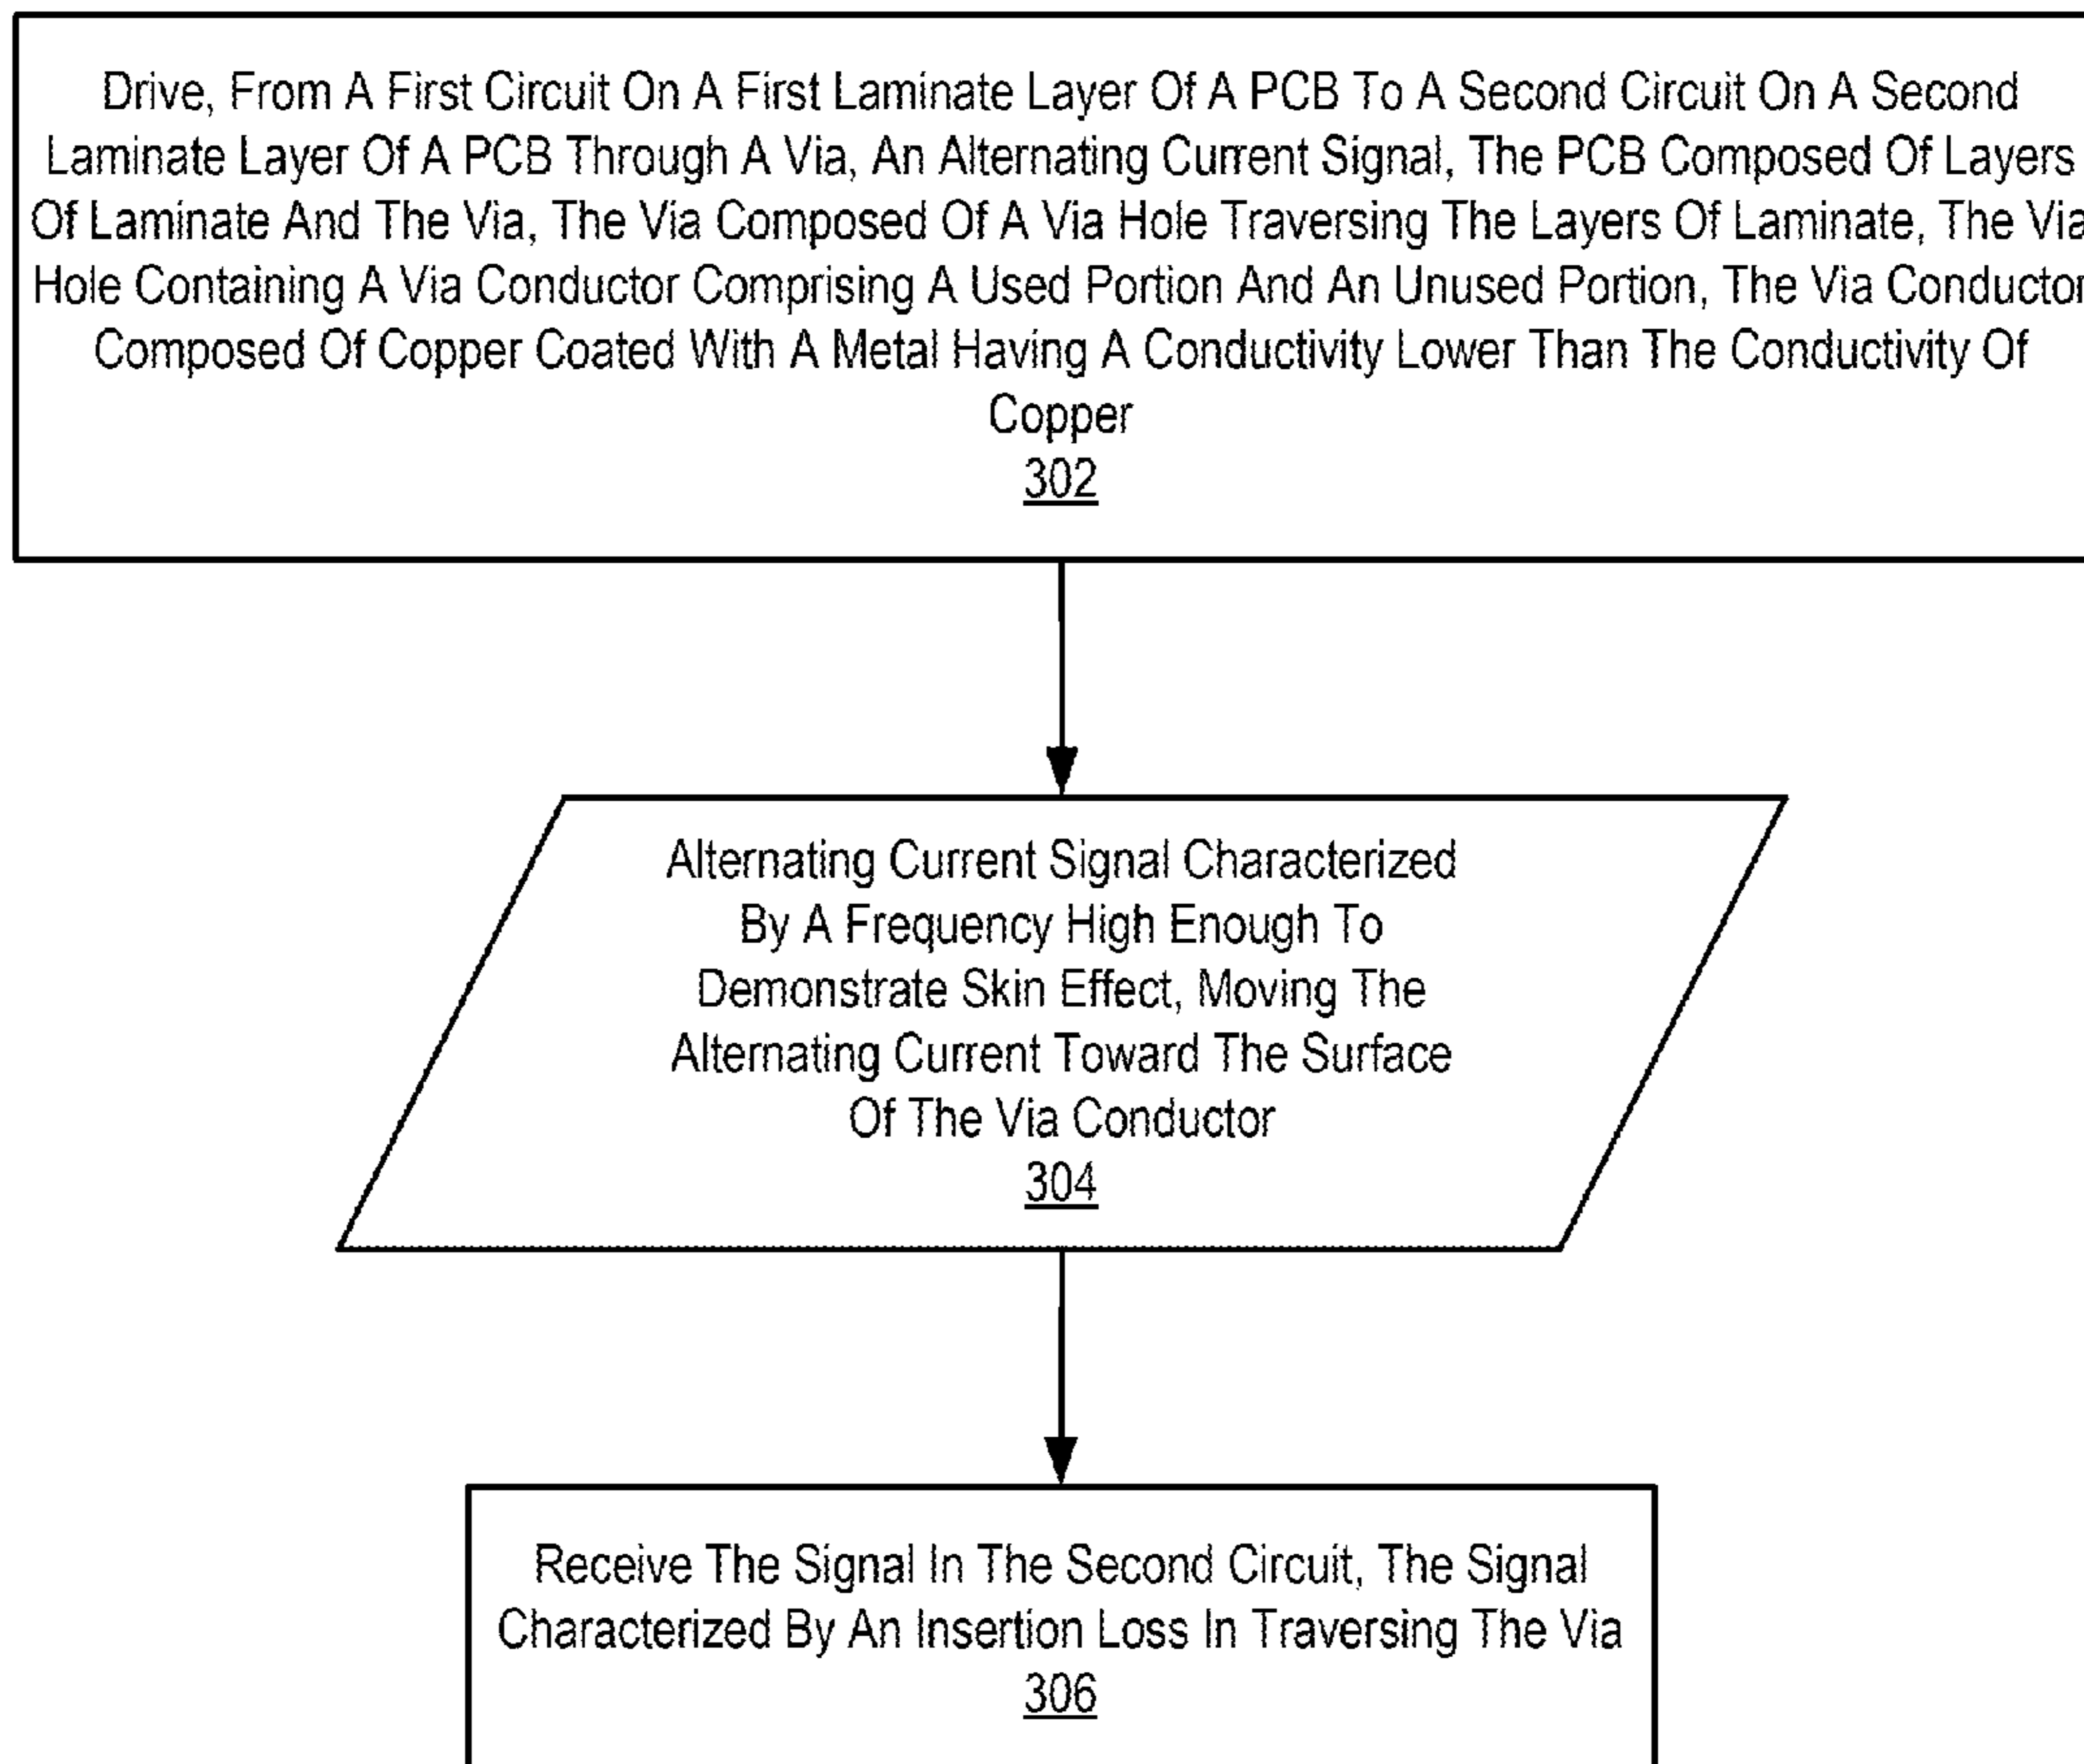 Drive, From A First Circuit On A First Laminate Layer Of A PCB To A Second Circuit On A Second
Laminate Layer Of A PCB Through A Via, An Alternating Current Signal, The PCB Composed Of Layers
Of Laminate And The Via, The Via Composed Of A Via Hole Traversing The Layers Of Laminate, The Via
Hole Containing A Via Conductor Comprising A Used Portion And An Unused Portion, The Via Conductor
Composed Of Copper Coated With A Metal Having A Conductivity Lower Than The Conductivity Of
Copper
302
Alternating Current Signal Characterized
By A Frequency High Enough To
Demonstrate Skin Effect, Moving The
Alternating Current Toward The Surface
Of The Via Conductor
304
Receive The Signal In The Second Circuit, The Signal
Characterized By An Insertion Loss In Traversing The Via
306